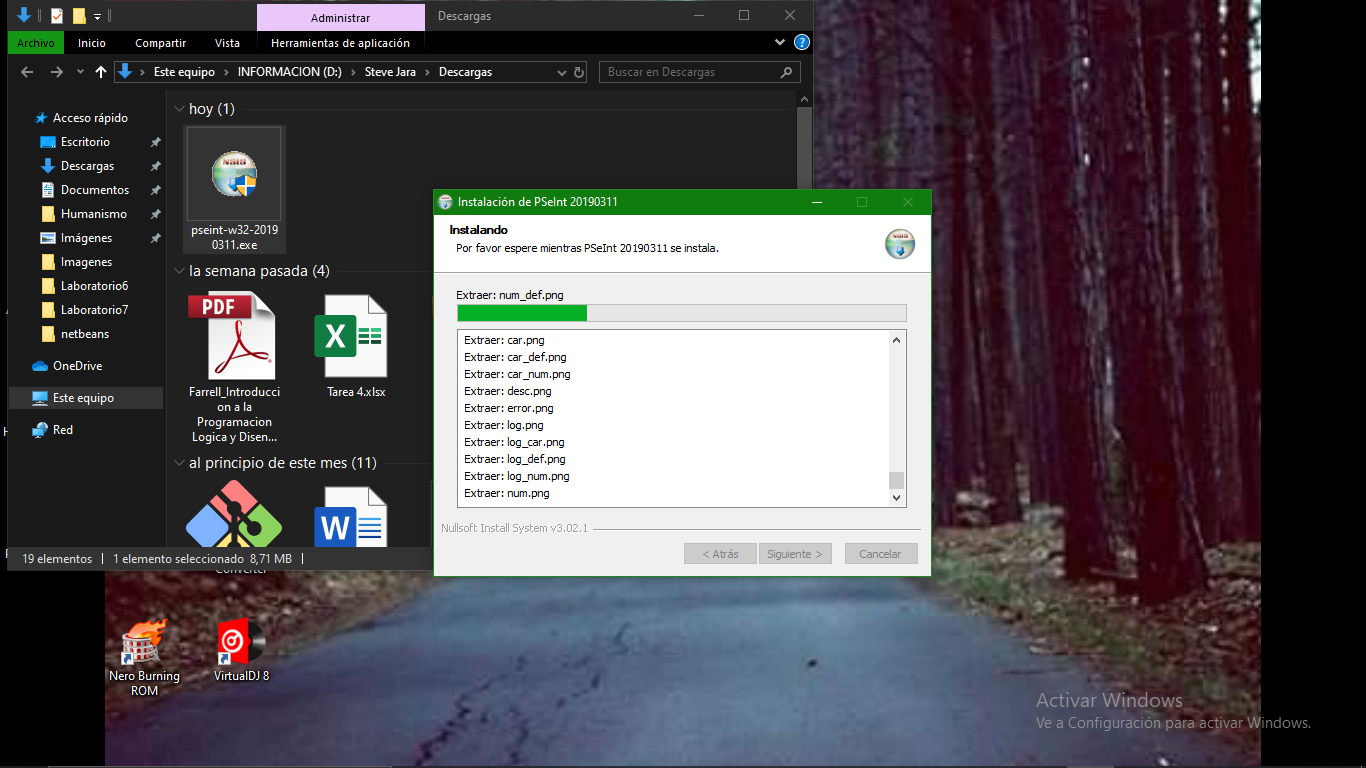 Administrar
Descargas
Archivo
Inicio
Compartir
Vista
Herramientas de aplicación
Este equipo
INFORMACION (D:)
Steve Jara
Descargas
Buscar en Descargas
Acceso rápido
Escritorio
Descargas
Documentos
Humanismo
Imágenes
Imagenes
Laboratorio6
Laboratorio7
netbeans
OneDrive
Este equipo
Red
hoy (1)
NSIS
pseint-w32-2019
0311.exe
la semana pasada (4)
PDF
Farrell_Introducci
on a la
Programacion
Logica y Disen...
X
Tarea 4.xlsx
al principio de este mes (11)
W
19 elementos
1 elemento seleccionado 8,71 MB
Instalación de PSeInt 20190311
Instalando
Por favor espere mientras PSeInt 20190311 se instala.
NSIS
Extraer: num_def.png
Extraer: car.png
Extraer: car_def.png
Extraer: car_num.png
Extraer: desc.png
Extraer: error.png
Extraer: log.png
Extraer: log_car.png
Extraer: log_def.png
Extraer: log_num.png
Extraer: num.png
Nullsoft Install System v3.02.1
< Atrás
Siguiente >
Cancelar
Converter
Nero Burning
ROM
VirtualDJ 8
Activar Windows
Ve a Configuración para activar Windows.